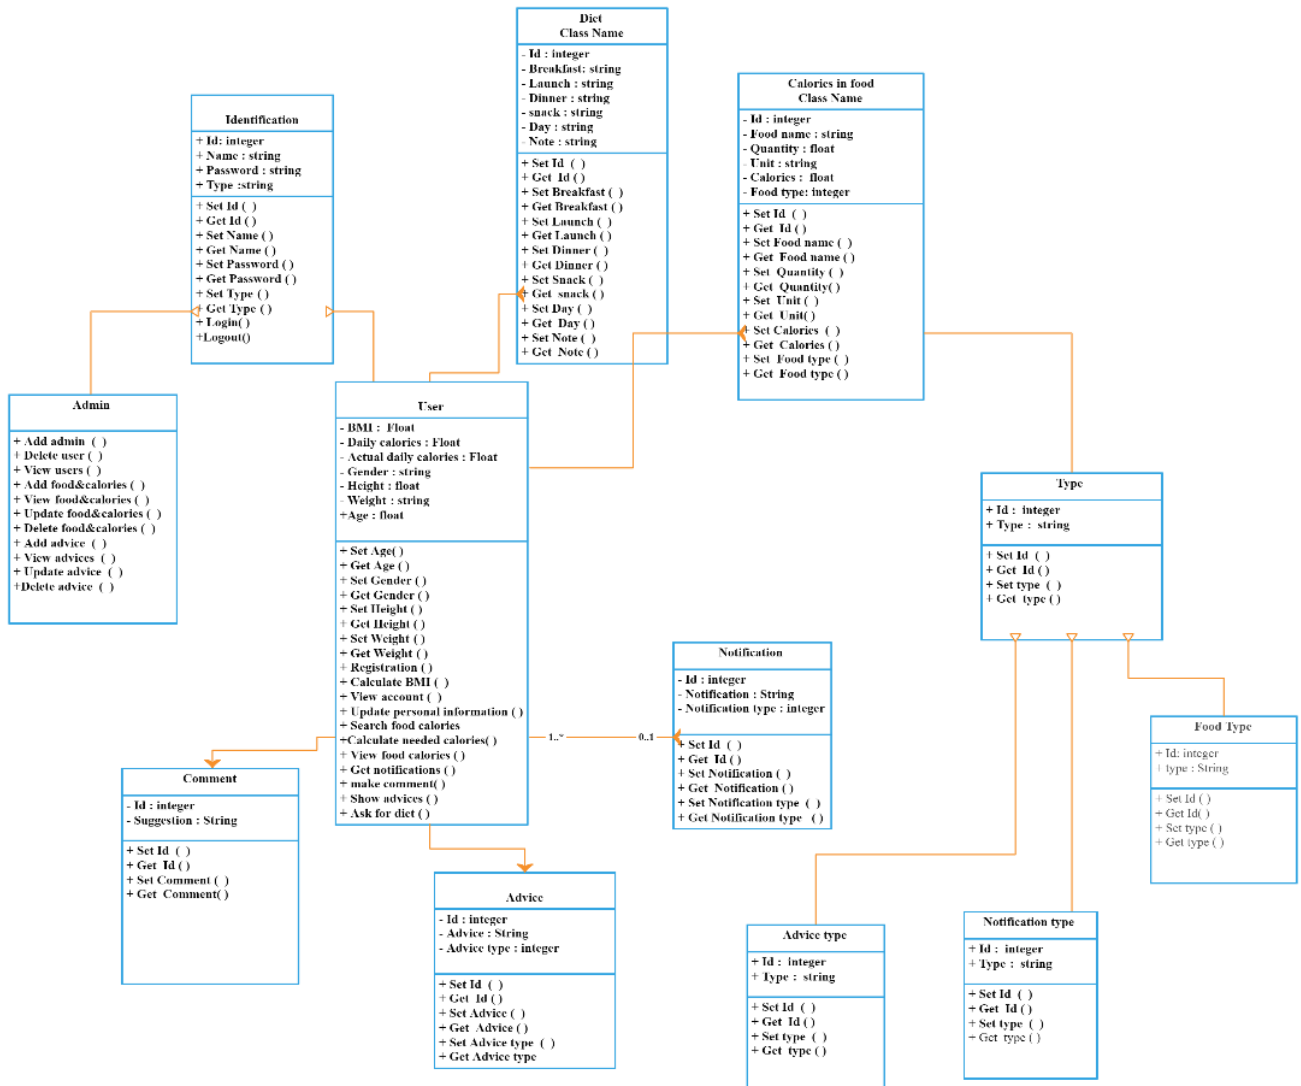 Diet
Class Name
- Id : integer
- Breakfast: string
- Launch : string
- Dinner : string
- snack : string
- Day : string
- Note : string
+ Set Id ( )
+ Get Id ( )
+ Set Breakfast ( )
+ Get Breakfast ( )
+ Set Launch ( )
+ Get Launch ( )
+ Set Dinner ( )
+ Get Dinner ( )
+ Set Snack ( )
+ Get snack ( )
+ Set Day ( )
+ Get Day ( )
+ Set Note ( )
+ Get Note ( )
Calories in food
Class Name
- Id : integer
- Food name : string
- Quantity : float
- Unit : string
- Calories : float
- Food type: integer
+ Set Id ( )
+ Get Id ( )
+ Set Food name ( )
+ Get Food name ( )
+ Set Quantity ( )
+ Get Quantity( )
+ Set Unit ( )
+ Get Unit( )
+ Set Calories ( )
+ Get Calories ( )
+ Set Food type ( )
+ Get Food type ( )
Identification
+ Id: integer
+ Name : string
+ Password : string
+ Type :string
+ Set Id ( )
+ Get Id ( )
+ Set Name ( )
+ Get Name ( )
+ Set Password ( )
+ Get Password ( )
+ Set Type ( )
+ Get Type ( )
+ Login( )
+Logout()
Admin
+ Add admin ( )
+ Delete user ( )
+ View users ( )
+ Add food&calories ( )
+ View food&calories ( )
+ Update food&calories ( )
+ Delete food&calories ( )
+ Add advice ( )
+ View advices ( )
+ Update advice ( )
+Delete advice ( )
User
- BMI : Float
- Daily calories : Float
- Actual daily calories : Float
- Gender : string
- Height : float
- Weight : string
+Age : float
+ Set Age( )
+ Get Age ( )
+ Set Gender ( )
+ Get Gender ( )
+ Set Height ( )
+ Get Height ( )
+ Set Weight ( )
+ Get Weight ( )
+ Registration ( )
+ Calculate BMI ( )
+ View account ( )
+ Update personal information ( )
+ Search food calories
+Calculate needed calories( )
+ View food calories ( )
+ Get notifications ( )
+ make comment( )
+ Show advices ( )
+ Ask for diet ( )
Type
+ Id : integer
+ Type : string
+ Set Id ( )
+ Get Id ( )
+ Set type ( )
+ Get type ( )
1..*
0..1
Notification
- Id : integer
- Notification : String
- Notification type : integer
+ Set Id ( )
+ Get Id ( )
+ Set Notification ( )
+ Get Notification ( )
+ Set Notification type ( )
+ Get Notification type ( )
Food Type
+ Id: integer
+ type : String
+ Set Id ( )
+ Get Id( )
+ Set type ( )
+ Get type ( )
Comment
- Id : integer
- Suggestion : String
+ Set Id ( )
+ Get Id ( )
+ Set Comment ( )
+ Get Comment( )
Advice
- Id : integer
- Advice : String
- Advice type : integer
+ Set Id ( )
+ Get Id ( )
+ Set Advice ( )
+ Get Advice ( )
+ Set Advice type ( )
+ Get Advice type
Advice type
+ Id : integer
+ Type : string
+ Set Id ( )
+ Get Id ( )
+ Set type ( )
+ Get type ( )
Notification type
+ Id : integer
+ Type : string
+ Set Id ( )
+ Get Id ( )
+ Set type ( )
+ Get type ( )